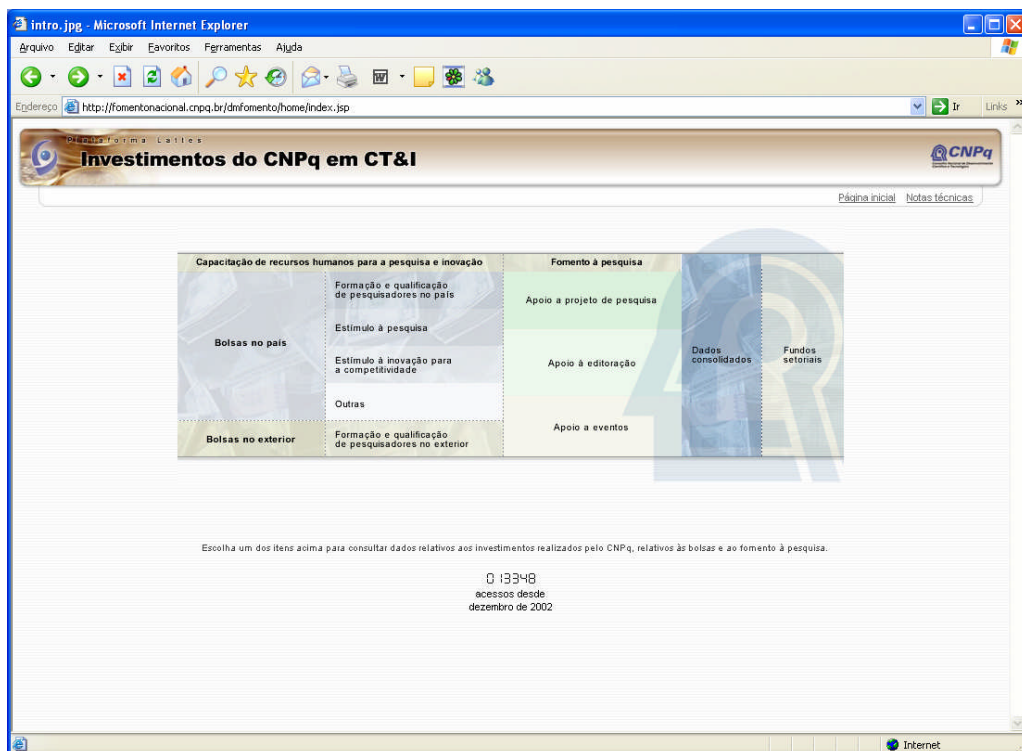 intro.jpg - Microsoft Internet Explorer
Arquivo Editar Exibir Favoritos Ferramentas Ajuda
Endereço http://fomentonacional.cnpq.br/dmfomento/home/index.jsp Ir Links »
Plataforma Lattes
Investimentos do CNPq em CT&I
CNPq
Página inicial Notas técnicas
Capacitação de recursos humanos para a pesquisa e inovação
Fomento à pesquisa
Bolsas no país
Formação e qualificação
de pesquisadores no país
Estímulo à pesquisa
Estímulo à inovação para
a competitividade
Outras
Bolsas no exterior
Formação e qualificação
de pesquisadores no exterior
Apoio a projeto de pesquisa
Apoio à editoração
Apoio a eventos
Dados
consolidados
Fundos
setoriais
Escolha um dos itens acima para consultar dados relativos aos investimentos realizados pelo CNPq, relativos às bolsas e ao fomento à pesquisa.
013348
acessos desde
dezembro de 2002
Internet